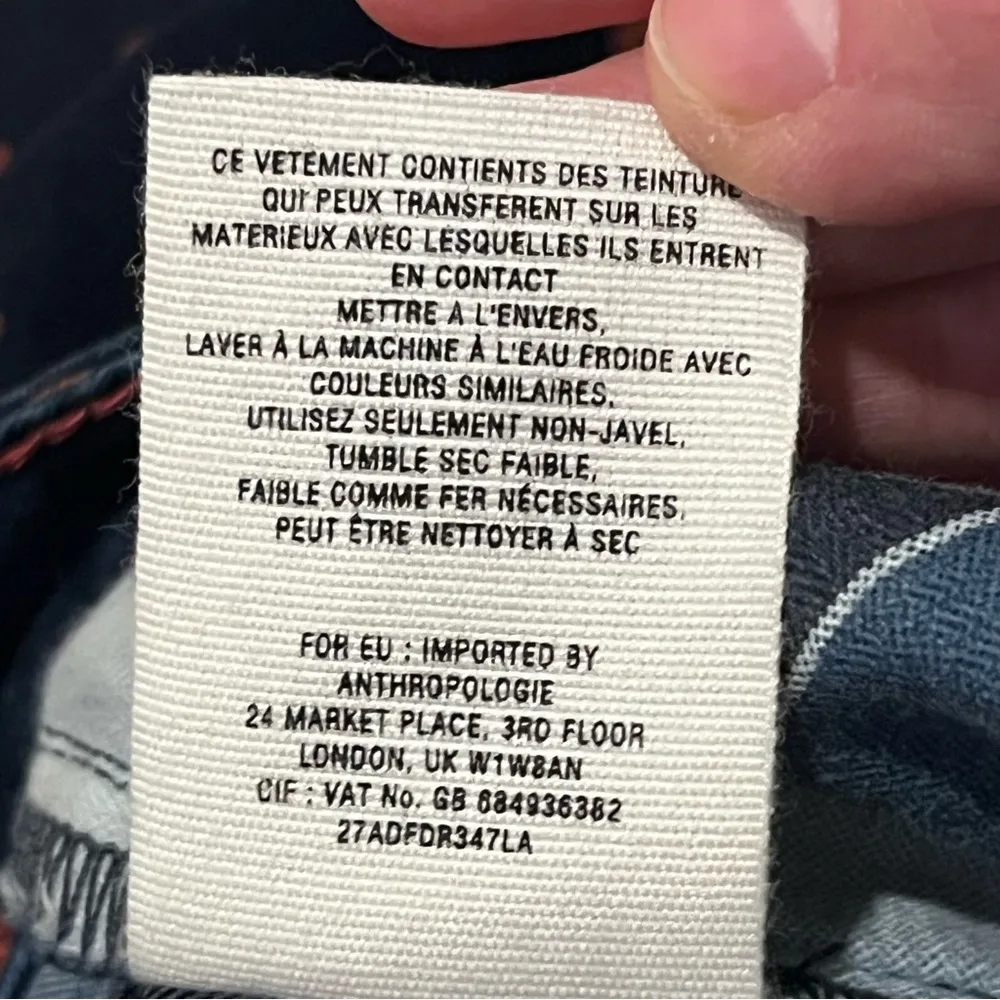 CE VETEMENT CONTIENTS DES TEINTURE
QUI PEUX TRANSFERENT SUR LES
MATERIEUX AVEC LESQUELLES ILS ENTRENT
EN CONTACT
METTRE A L'ENVERS,
LAVER À LA MACHINE À L'EAU FROIDE AVEC
COULEURS SIMILAIRES,
UTILISEZ SEULEMENT NON-JAVEL,
TUMBLE SEC FAIBLE,
FAIBLE COMME FER NÉCESSAIRES,
PEUT ÊTRE NETTOYER À SEC
FOR EU : IMPORTED BY
ANTHROPOLOGIE
24 MARKET PLACE, 3RD FLOOR
LONDON, UK W1W8AN
CIF : VAT No. GB 684936382
27ADFDR347LA